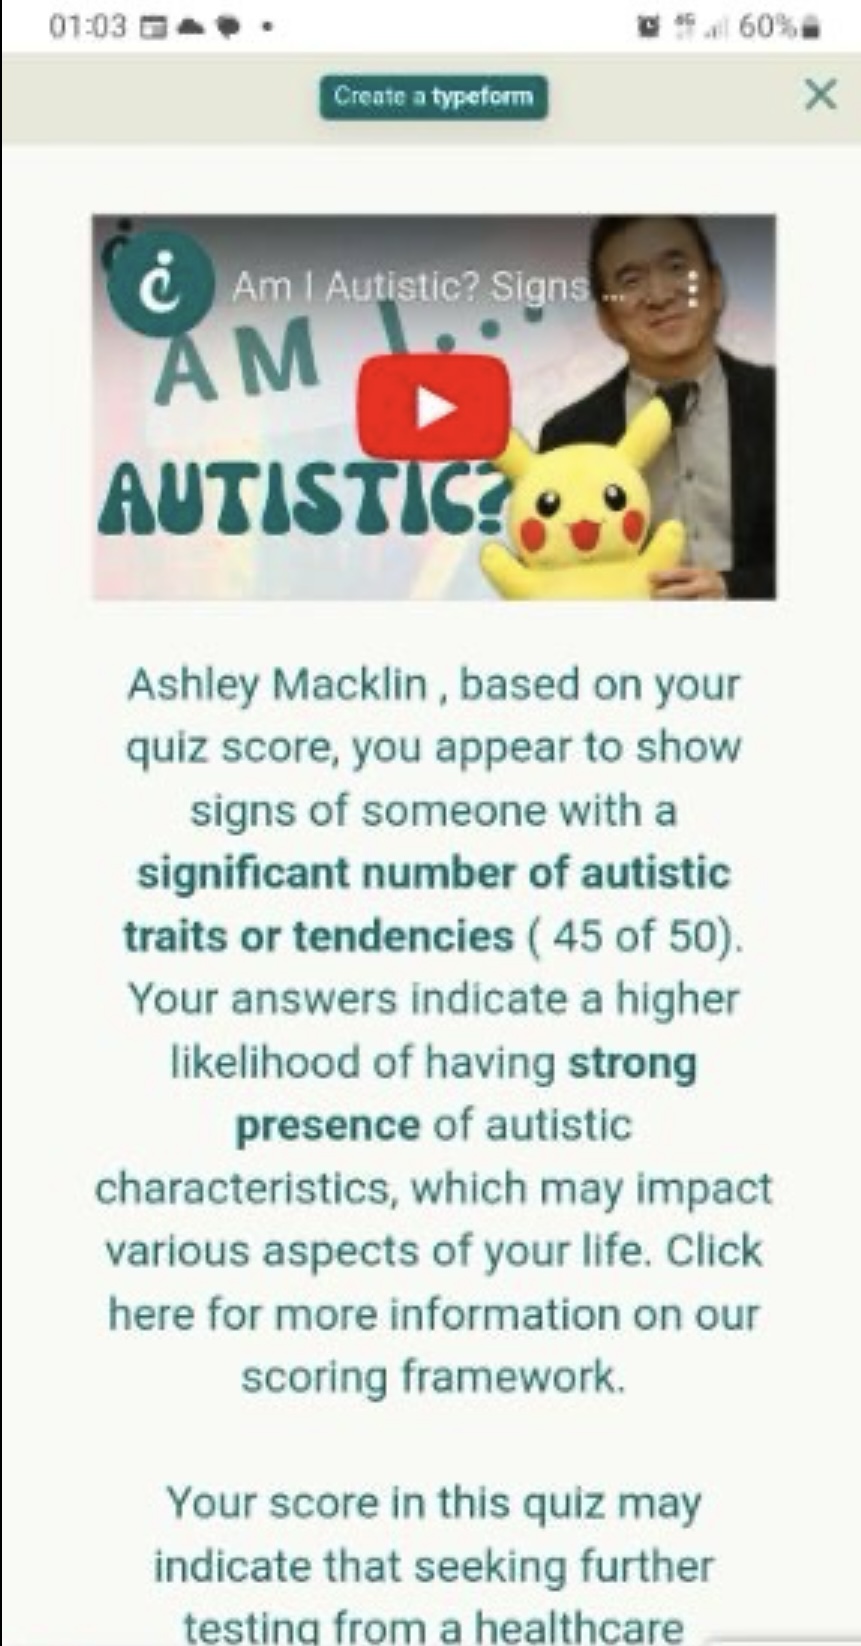 01:03
4G
60%
Create a typeform
Am I Autistic? Signs ...
AM I...
AUTISTIC?
Ashley Macklin , based on your
quiz score, you appear to show
signs of someone with a
significant number of autistic
traits or tendencies ( 45 of 50).
Your answers indicate a higher
likelihood of having strong
presence of autistic
characteristics, which may impact
various aspects of your life. Click
here for more information on our
scoring framework.
Your score in this quiz may
indicate that seeking further
testing from a healthcare